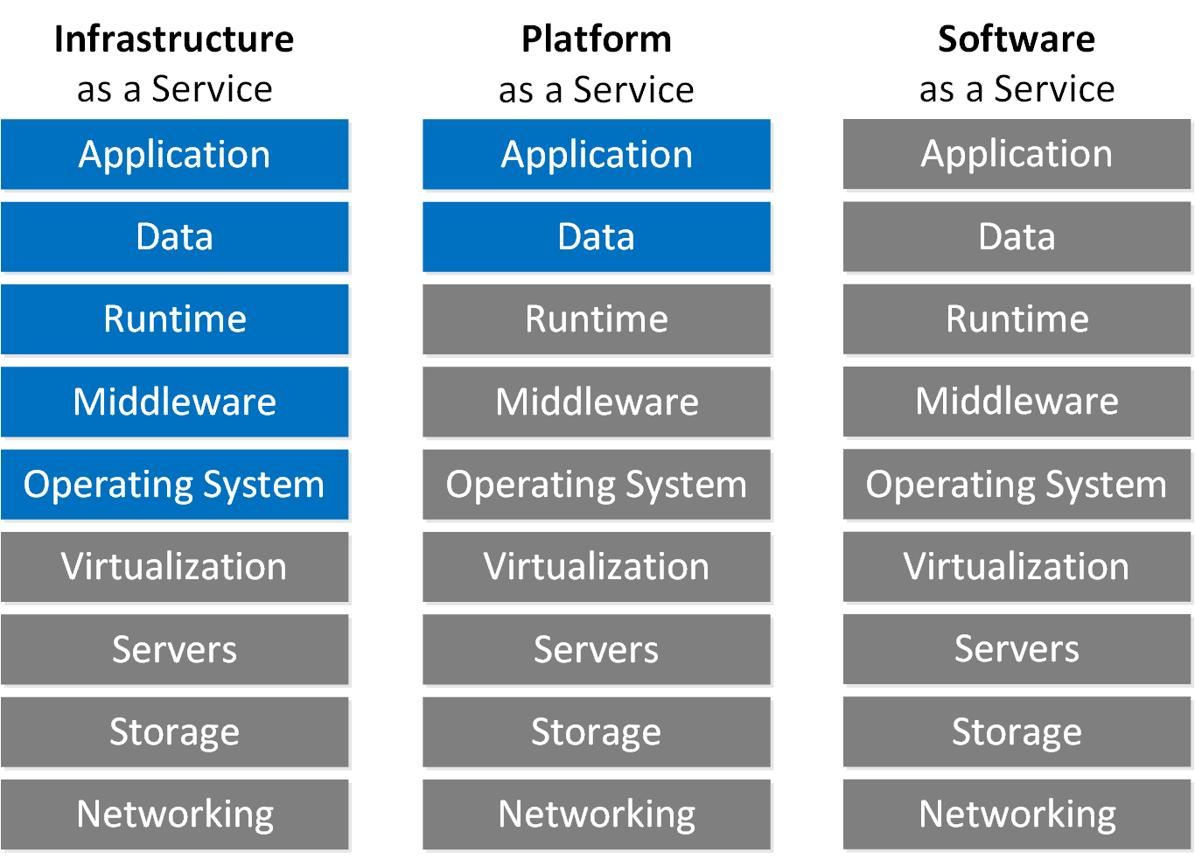 Infrastructure
as a Service
Application
Data
Runtime
Middleware
Operating System
Virtualization
Servers
Storage
Networking
Platform
as a Service
Application
Data
Runtime
Middleware
Operating System
Virtualization
Servers
Storage
Networking
Software
as a Service
Application
Data
Runtime
Middleware
Operating System
Virtualization
Servers
Storage
Networking